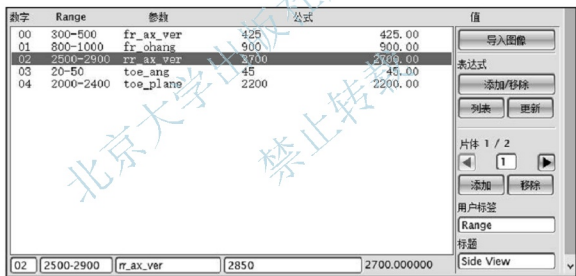 数字 Range 参数 公式 值
00 300-500 fr_ax_ver 425 425.00
01 800-1000 fr_ohang 900 900.00
02 2500-2900 rr_ax_ver 2700 2700.00
03 20-50 toe_ang 45 45.00
04 2000-2400 toe_plane 2200 2200.00
导入图像
表达式
添加/移除
列表 更新
片体 1 / 2
1
添加 移除
用户标签
Range
标题
Side View
02 2500-2900 rr_ax_ver 2850 2700.000000
北京大学出版社
禁止转载